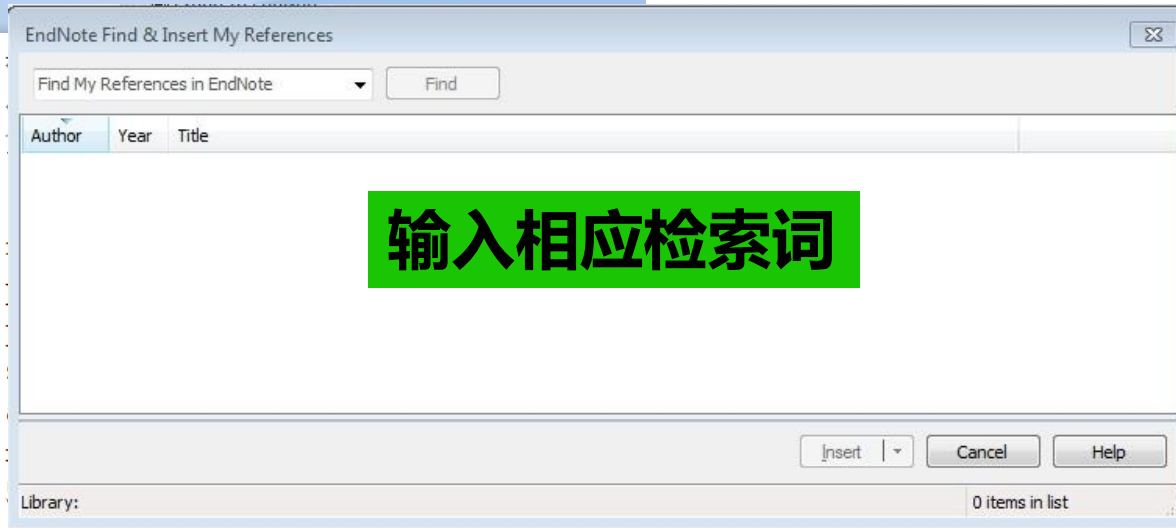 EndNote Find & Insert My References
Find My References in EndNote Find
Author Year Title
输入相应检索词
Insert Cancel Help
Library: 0 items in list